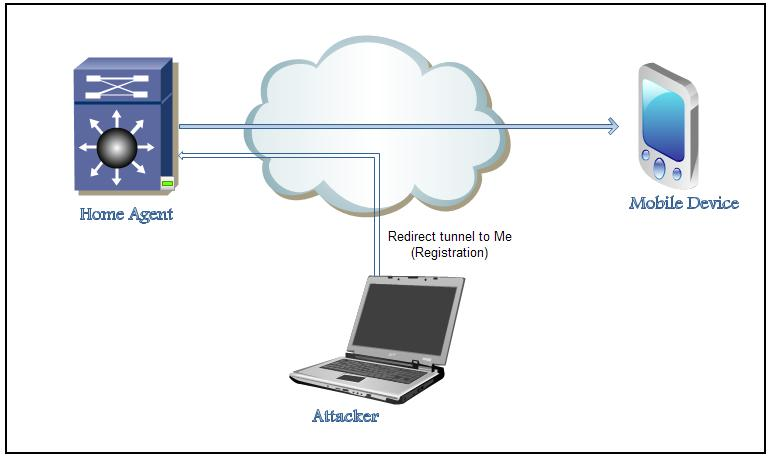 Home Agent
Mobile Device
Redirect tunnel to Me
(Registration)
Attacker